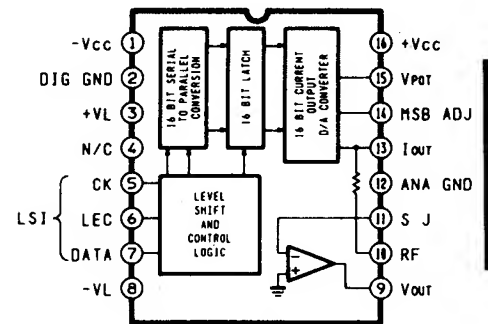 -VCC 1
DIG GND 2
+VL 3
N/C 4
LSI
CK 5
LEC 6
DATA 7
-VL 8
16 BIT SERIAL
TO PARALLEL
CONVERSION
16 BIT LATCH
16 BIT CURRENT
OUTPUT
D/A CONVERTER
LEVEL
SHIFT
AND
CONTROL
LOGIC
-
+
16 +VCC
15 VPOT
14 MSB ADJ
13 IOUT
12 ANA GND
11 S J
10 RF
9 VOUT